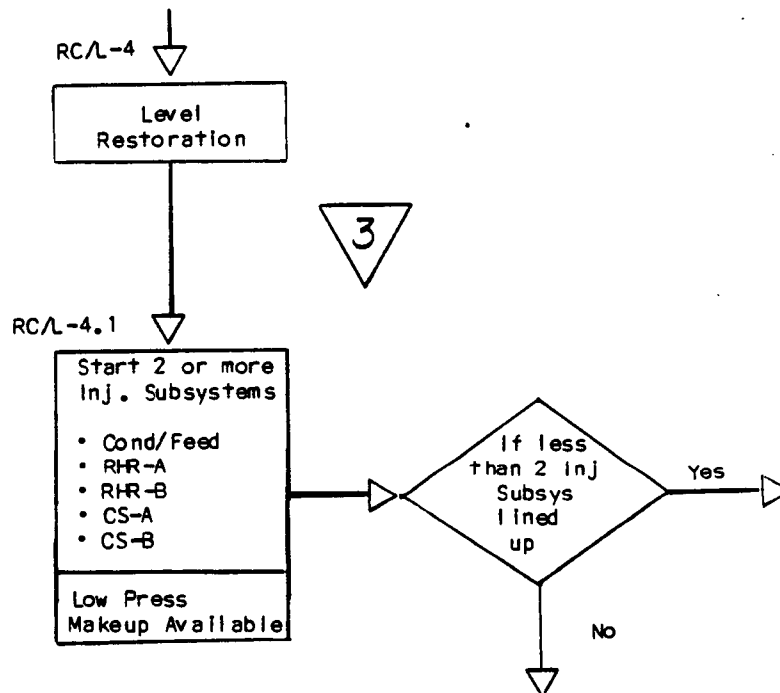 RC/L-4
Level
Restoration
3
RC/L-4.1
Start 2 or more
Inj. Subsystems
• Cond/Feed
• RHR-A
• RHR-B
• CS-A
• CS-B
Low Press
Makeup Available
If less
than 2 Inj
Subsys
lined
up
Yes
No